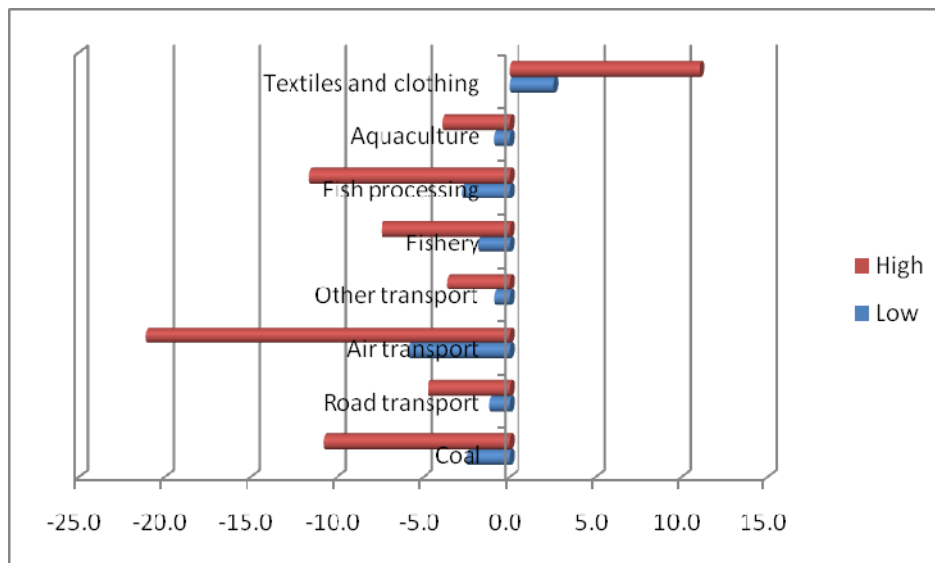 Textiles and clothing
Aquaculture
Fish processing
Fishery
Other transport
Air transport
Road transport
Coal
High
Low
-25.0 -20.0 -15.0 -10.0 -5.0 0.0 5.0 10.0 15.0